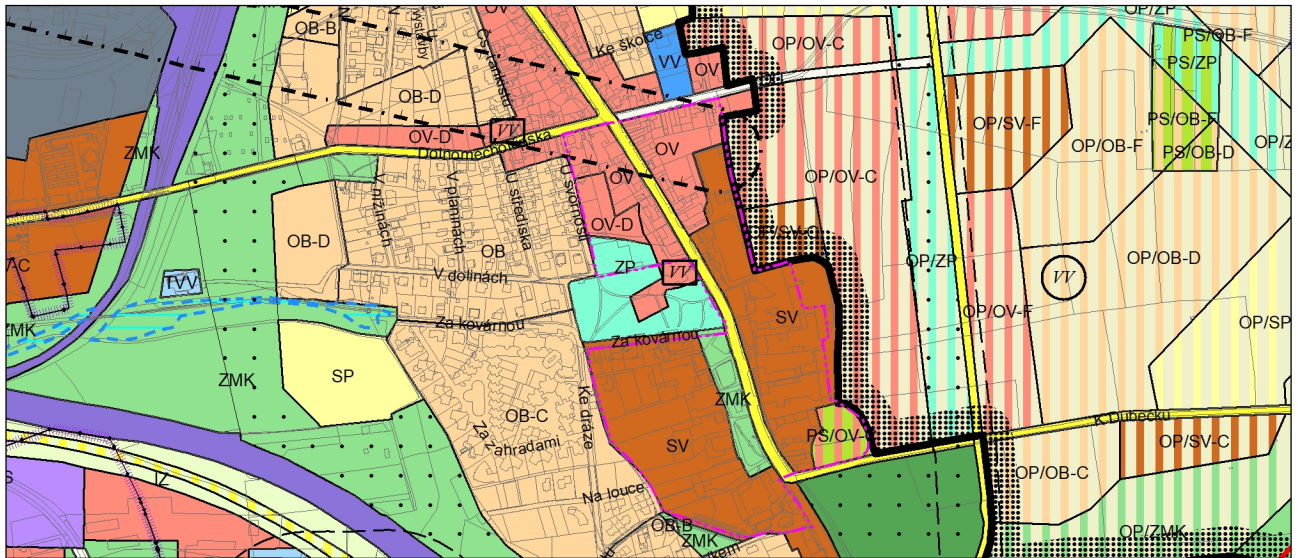 OB-B
OV
Ke školce
VV
OV
OP/OV-C
OP/ZP
PS/OB-F
PS/ZP
OB-D
OV-D
VV
Dolnoměcholupská
OV
OP/SV-F
OP/OB-F
PS/OB-F
PS/OB-D
ZMK
V nížinách
V planinách
U střediska
U svornosti
OV
OV-D
OP/OV-C
OB-D
OB
V dolinách
ZP
VV
OP/SV-C
OP/ZP
OP/OB-D
VV
TVV
ZMK
Za kovárnou
Za kovárnou
SV
OP/OV-F
OP/SP
ZMK
SP
OB-C
Ke dráze
ZMK
Za zahradami
SV
K Dubečku
OP/SV-C
OP/OB-C
Na louce
IZ
OB-B
ZMK
OP/ZMK